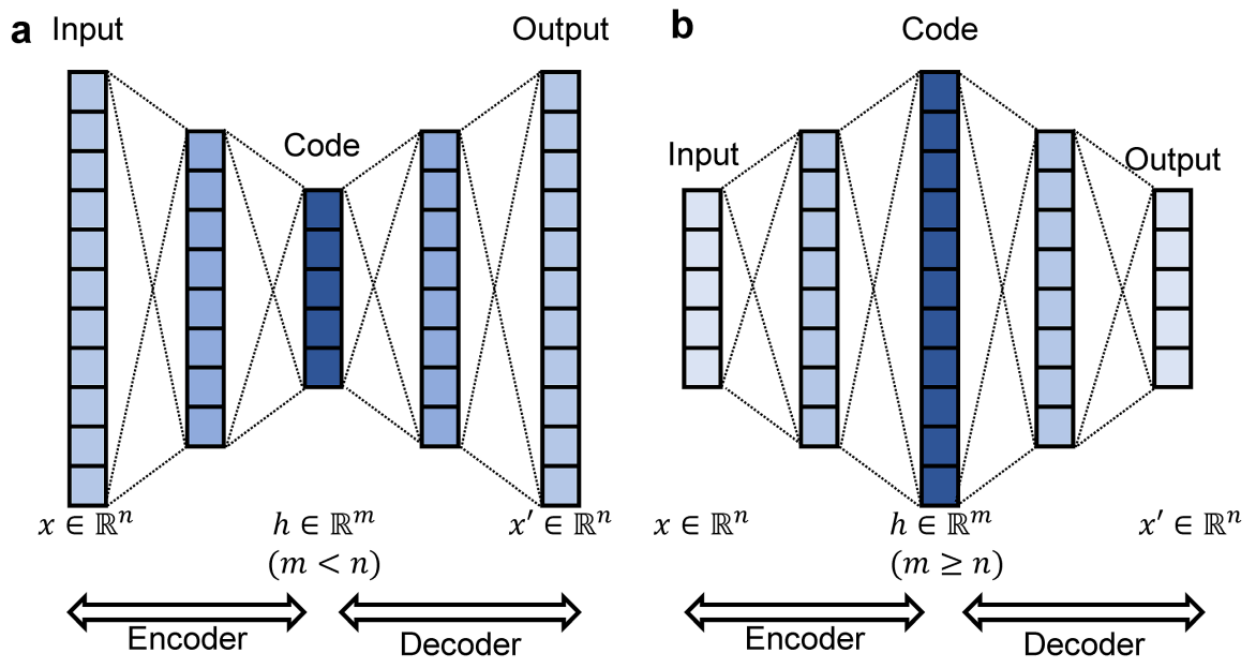 a
Input
Output
Code
x ∈ ℝⁿ
h ∈ ℝᵐ
(m < n)
x′ ∈ ℝⁿ
Encoder
Decoder
b
Code
Input
Output
x ∈ ℝⁿ
h ∈ ℝᵐ
(m ≥ n)
x′ ∈ ℝⁿ
Encoder
Decoder